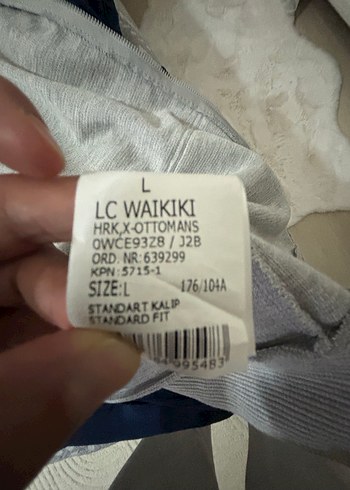 L
LC WAIKIKI
HRK,X-OTTOMANS
0WCE93Z8 / J2B
ORD. NR:639299
KPN:5715-1
SIZE:L 176/104A
STANDART KALIP
STANDARD FIT